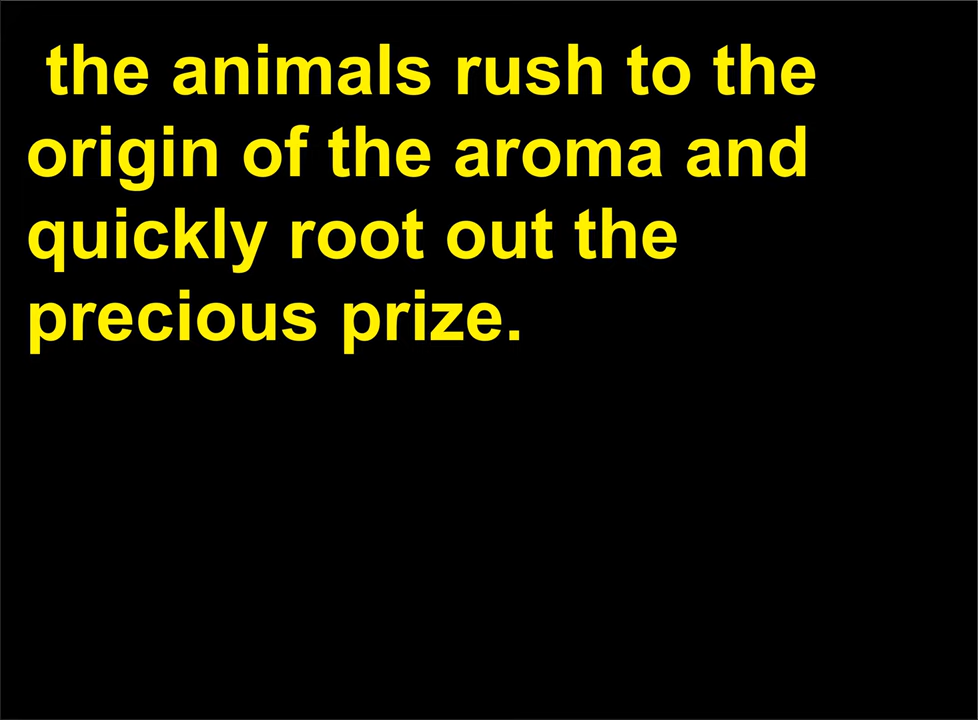 the animals rush to the
origin of the aroma and
quickly root out the
precious prize.